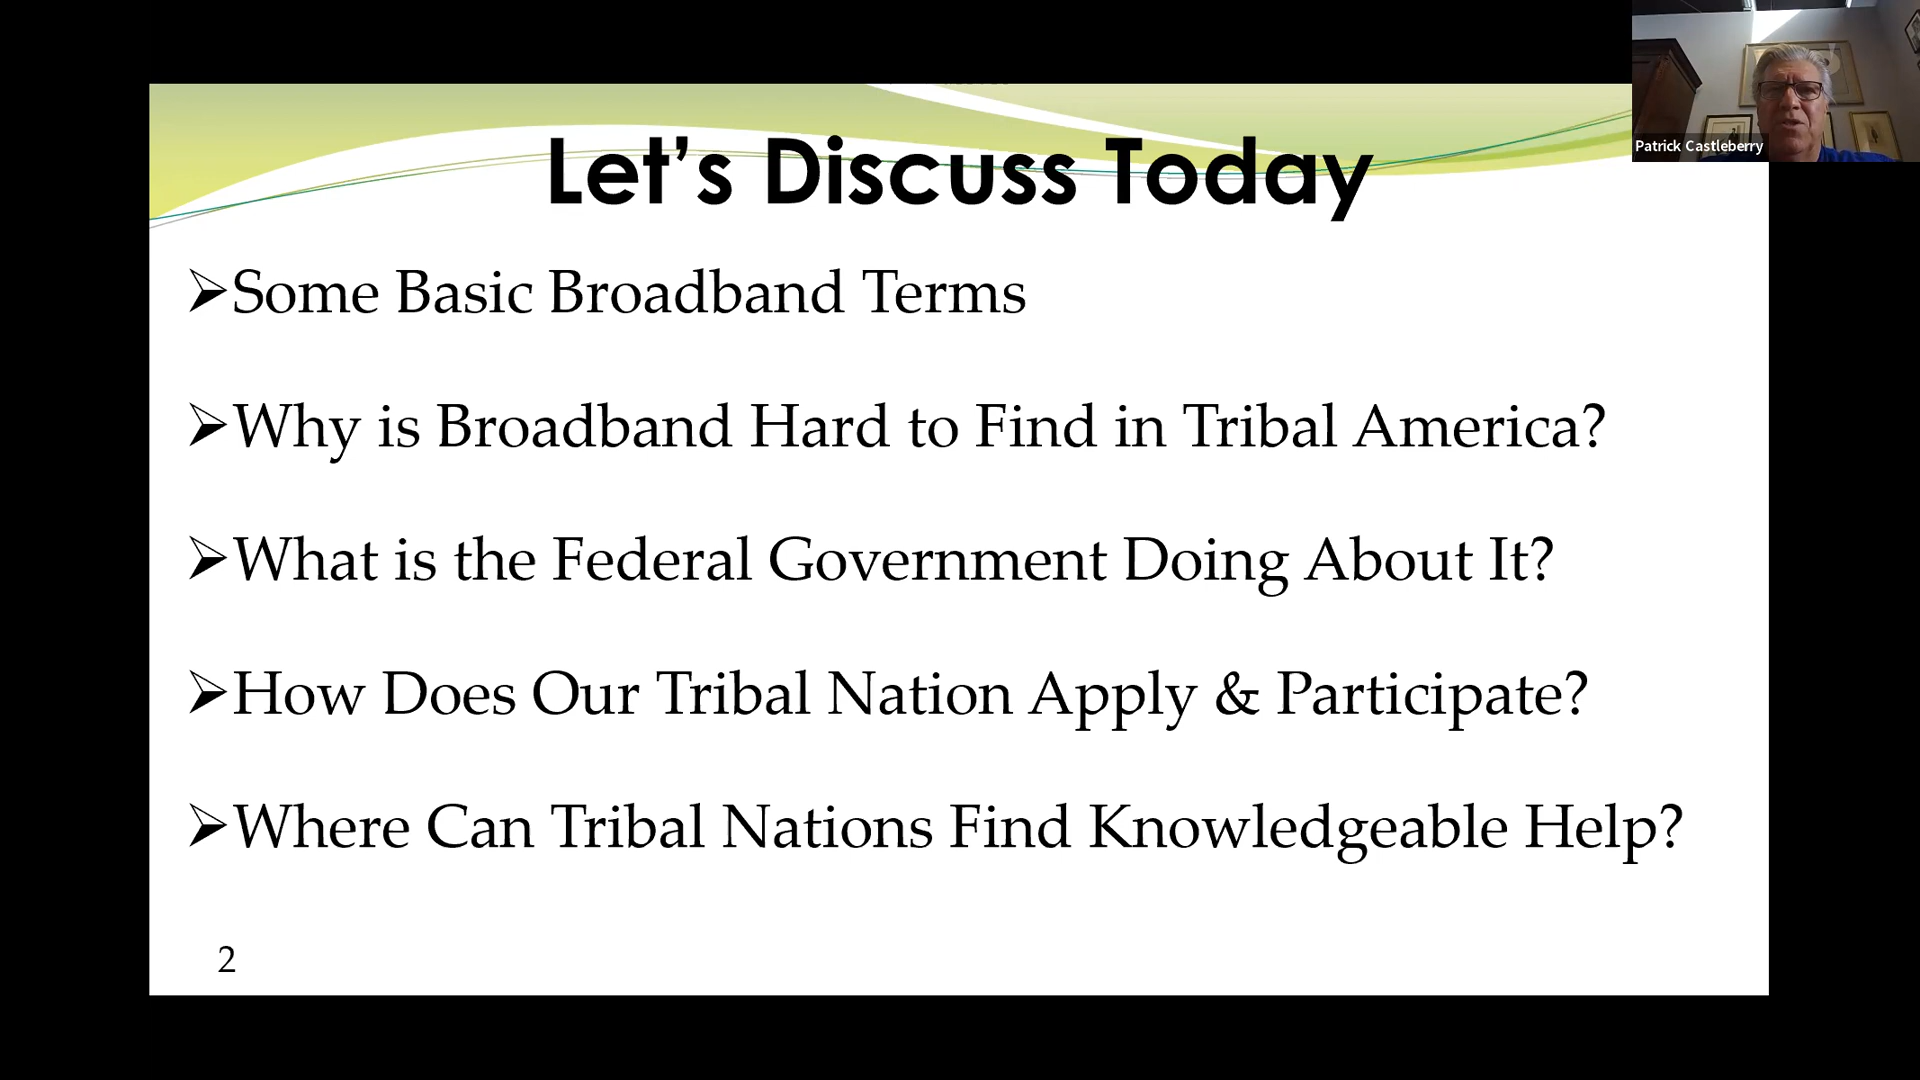 Let's Discuss Today
Patrick Castleberry
➢Some Basic Broadband Terms
➢Why is Broadband Hard to Find in Tribal America?
➢What is the Federal Government Doing About It?
➢How Does Our Tribal Nation Apply & Participate?
➢Where Can Tribal Nations Find Knowledgeable Help?
2